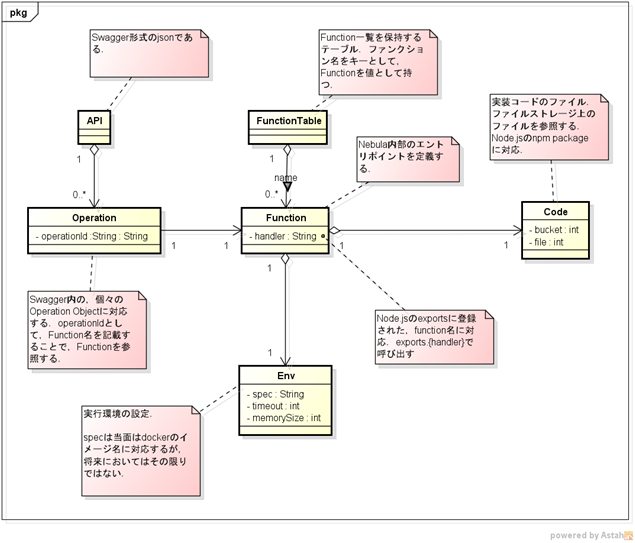 pkg
Swagger形式のjsonであ
る.
Function一覧を保持する
テーブル. ファンクション
名をキーとして,
Functionを値として持
つ.
実装コードのファイル.
ファイルストレージ上の
ファイルを参照する.
Node.jsのnpm package
に対応.
API
FunctionTable
Nebula内部のエント
リポイントを定義す
る.
1
1
name
0..*
0..*
Operation
- operationId :String : String
Function
- handler : String
Code
- bucket : int
- file : int
1
1
1
1
1
Swagger内の, 個々の
Operation Objectに対応
する. operationIdとし
て, Function名を記載す
ることで, Functionを参
照する.
Node.jsのexportsに登録
された, function名に対
応. exports.{handler}で
呼び出す
1
Env
- spec : String
- timeout : int
- memorySize : int
実行環境の設定.
specは当面はdockerのイ
メージ名に対応するが,
将来においてはその限り
ではない.
powered by Astah